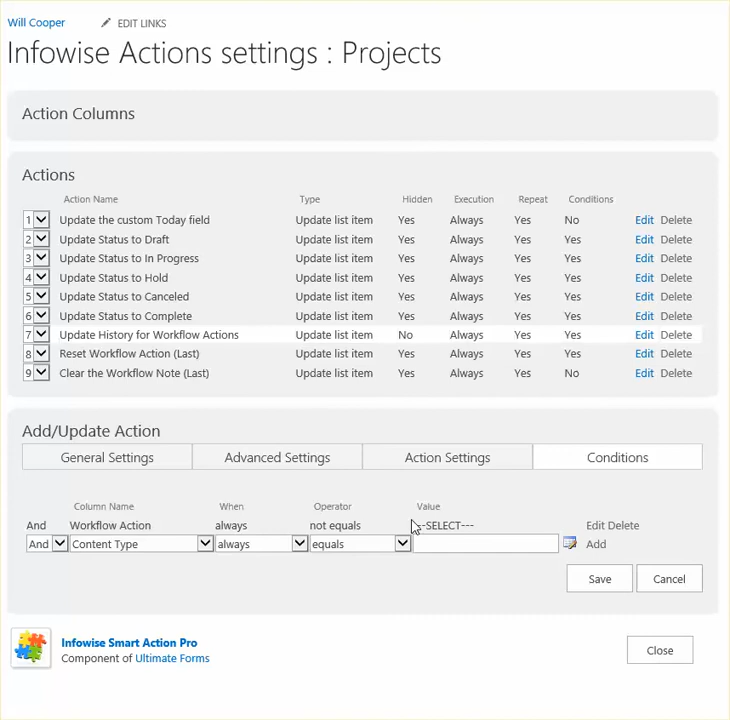 Will Cooper EDIT LINKS
Infowise Actions settings : Projects
Action Columns
Actions
Action Name Type Hidden Execution Repeat Conditions
1 Update the custom Today field Update list item Yes Always Yes No Edit Delete
2 Update Status to Draft Update list item Yes Always Yes Yes Edit Delete
3 Update Status to In Progress Update list item Yes Always Yes Yes Edit Delete
4 Update Status to Hold Update list item Yes Always Yes Yes Edit Delete
5 Update Status to Canceled Update list item Yes Always Yes Yes Edit Delete
6 Update Status to Complete Update list item Yes Always Yes Yes Edit Delete
7 Update History for Workflow Actions Update list item No Always Yes Yes Edit Delete
8 Reset Workflow Action (Last) Update list item Yes Always Yes Yes Edit Delete
9 Clear the Workflow Note (Last) Update list item Yes Always Yes No Edit Delete
Add/Update Action
General Settings Advanced Settings Action Settings Conditions
Column Name When Operator Value
And Workflow Action always not equals ---SELECT--- Edit Delete
And Content Type always equals Add
Save Cancel
Infowise Smart Action Pro
Component of Ultimate Forms
Close